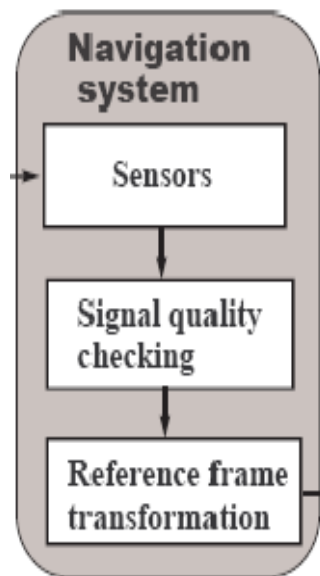 Navigation
system
Sensors
Signal quality
checking
Reference frame
transformation